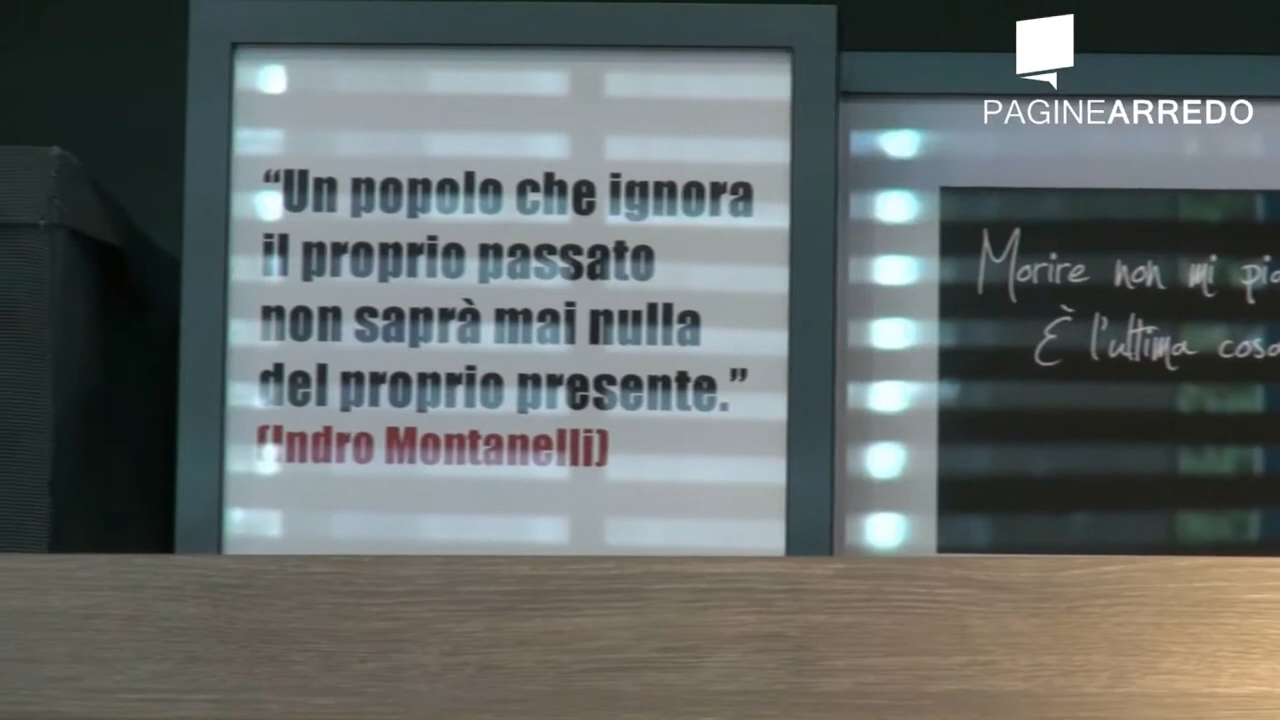 PAGINEARREDO
“Un popolo che ignora
il proprio passato
non saprà mai nulla
del proprio presente.”
(Indro Montanelli)
Morire non mi
È l'ultima